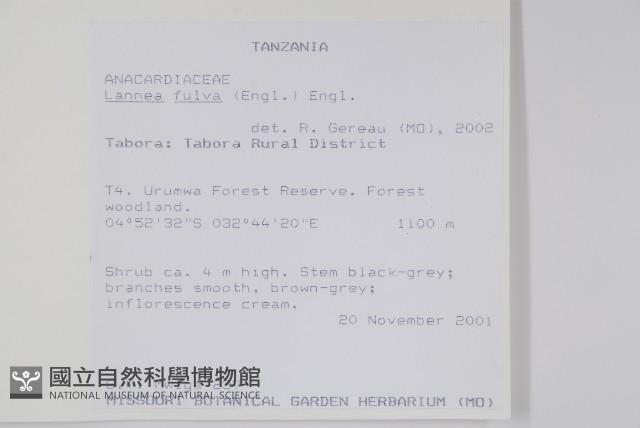 TANZANIA
ANACARDIACEAE
Lannea fulva (Engl.) Engl.
det. R. Gereau (MO), 2002
Tabora: Tabora Rural District
T4. Urumwa Forest Reserve. Forest
woodland.
04°52'32"S 032°44'20"E 1100 m
Shrub ca. 4 m high. Stem black-grey;
branches smooth, brown-grey;
inflorescence cream.
20 November 2001
國立自然科學博物館
NATIONAL MUSEUM OF NATURAL SCIENCE
MISSOURI BOTANICAL GARDEN HERBARIUM (MO)